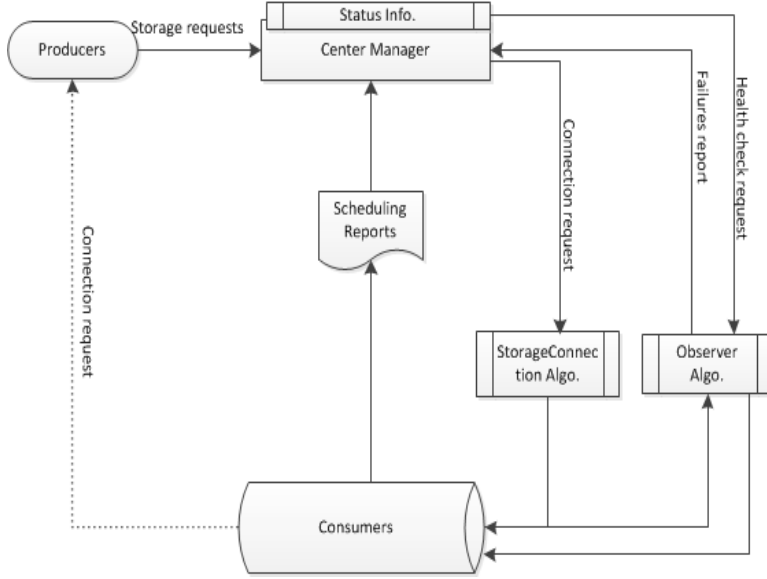 Status Info.
Storage requests
Producers
Center Manager
Failures report
Health check request
Connection request
Scheduling
Reports
Connection request
StorageConnec
tion Algo.
Observer
Algo.
Consumers